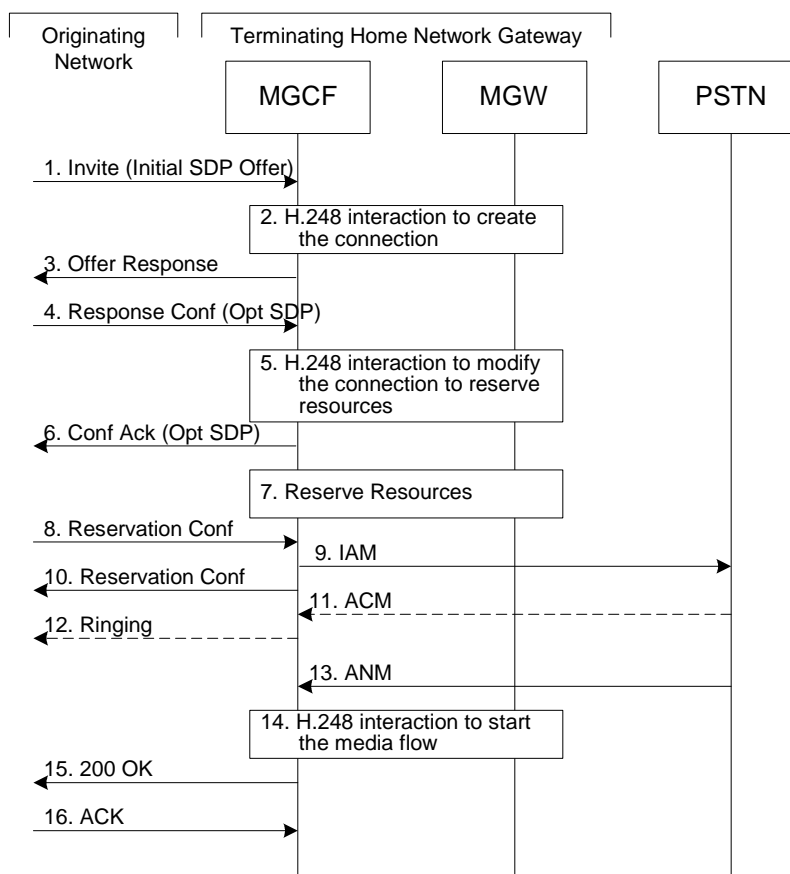 Originating
Network
Terminating Home Network Gateway
MGCF
MGW
PSTN
1. Invite (Initial SDP Offer)
2. H.248 interaction to create
the connection
3. Offer Response
4. Response Conf (Opt SDP)
5. H.248 interaction to modify
the connection to reserve
resources
6. Conf Ack (Opt SDP)
7. Reserve Resources
8. Reservation Conf
9. IAM
10. Reservation Conf
11. ACM
12. Ringing
13. ANM
14. H.248 interaction to start
the media flow
15. 200 OK
16. ACK